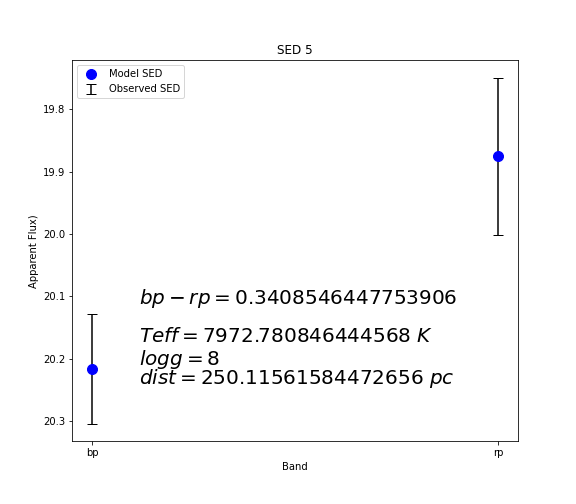 SED 5
Model SED
Observed SED
Apparent Flux)
19.8
19.9
20.0
20.1
20.2
20.3
bp − rp = 0.3408546447753906
Teff = 7972.780846444568 K
logg = 8
dist = 250.11561584472656 pc
bp
rp
Band